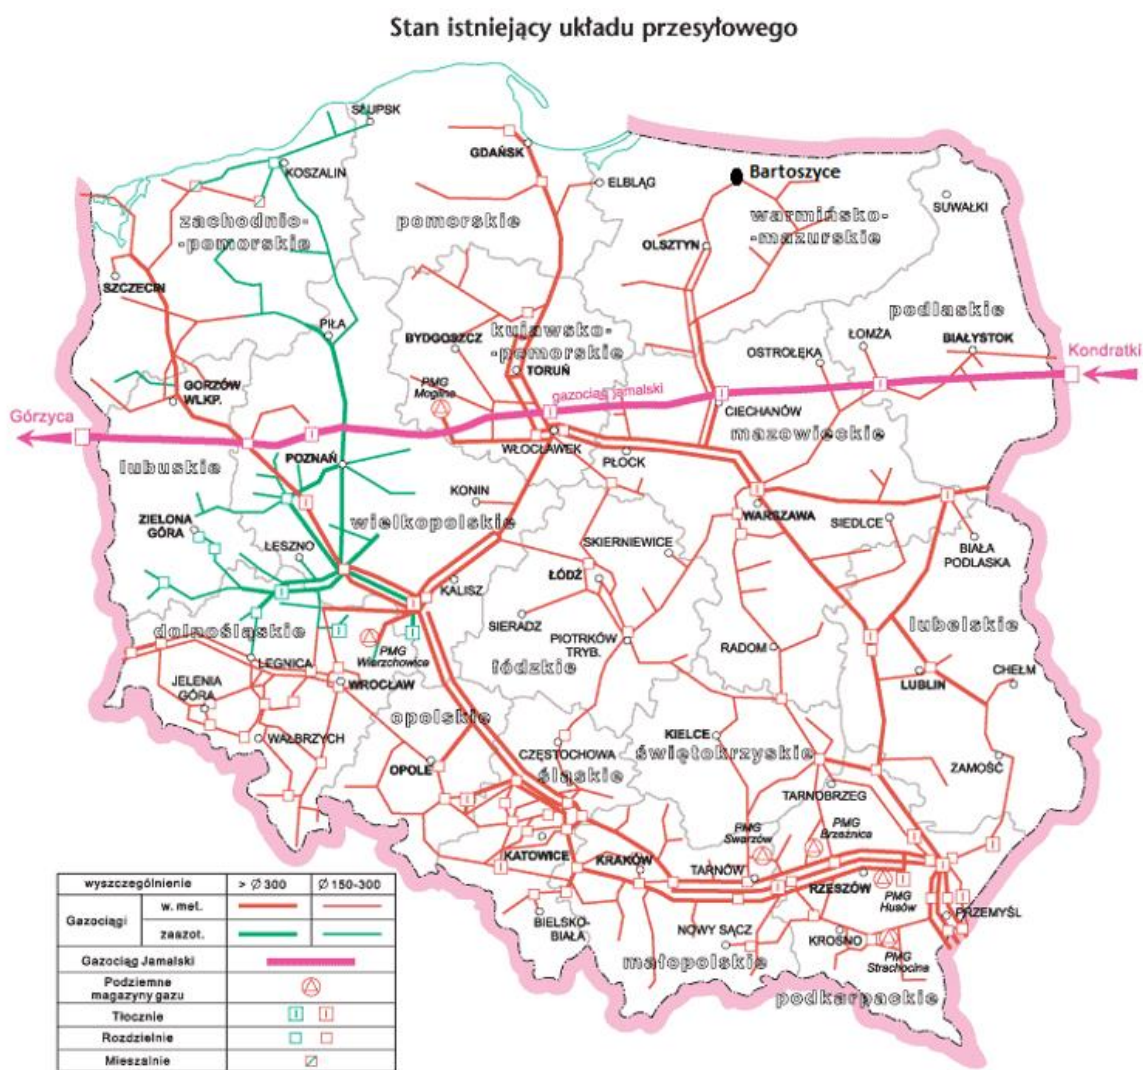 Stan istniejący układu przesyłowego
SŁUPSK
GDAŃSK
KOSZALIN
ELBLĄG
Bartoszyce
SUWAŁKI
zachodnio-
-pomorskie
pomorskie
warmińsko-
-mazurskie
OLSZTYN
SZCZECIN
podlaskie
PIŁA
BYDGOSZCZ
kujawsko-
-pomorskie
TORUŃ
ŁOMŻA
BIAŁYSTOK
OSTROŁĘKA
Kondratki
GORZÓW
WLKP.
PMG
Mogilno
gazociąg jamalski
CIECHANÓW
Górzyca
mazowieckie
WŁOCŁAWEK
PŁOCK
lubuskie
POZNAŃ
KONIN
wielkopolskie
WARSZAWA
SIEDLCE
ZIELONA
GÓRA
LESZNO
SKIERNIEWICE
BIAŁA
PODLASKA
KALISZ
ŁÓDŹ
SIERADZ
dolnośląskie
PMG
Wierzchowice
PIOTRKÓW
TRYB.
łódzkie
RADOM
lubelskie
LEGNICA
JELENIA
GÓRA
WROCŁAW
LUBLIN
CHEŁM
opolskie
WAŁBRZYCH
KIELCE
CZĘSTOCHOWA
świętokrzyskie
OPOLE
śląskie
ZAMOŚĆ
TARNOBRZEG
PMG
Swarzów
PMG
Brzeźnica
KATOWICE
KRAKÓW
TARNÓW
RZESZÓW
PMG
Husów
PRZEMYŚL
BIELSKO-
BIAŁA
NOWY SĄCZ
KROSNO
małopolskie
PMG
Strachocina
podkarpackie
wyszczególnienie > Ø 300 Ø 150-300
Gazociągi w. met.
zaazot.
Gazociąg Jamalski
Podziemne
magazyny gazu
Tłocznie
Rozdzielnie
Mieszalnie